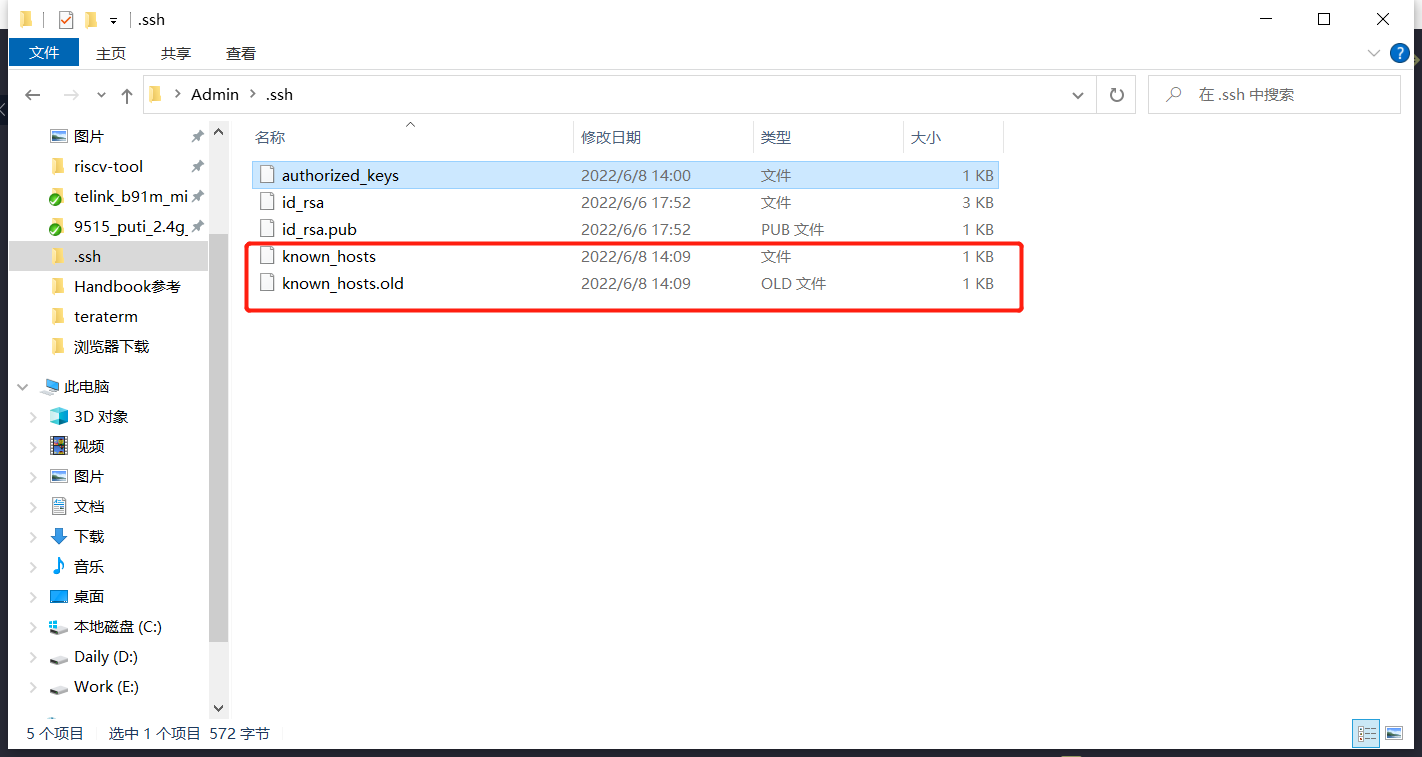 .ssh
文件 主页 共享 查看
Admin .ssh
在 .ssh 中搜索
图片
riscv-tool
telink_b91m_mi
9515_puti_2.4g_
.ssh
Handbook参考
teraterm
浏览器下载
此电脑
3D 对象
视频
图片
文档
下载
音乐
桌面
本地磁盘 (C:)
Daily (D:)
Work (E:)
名称 修改日期 类型 大小
authorized_keys 2022/6/8 14:00 文件 1 KB
id_rsa 2022/6/6 17:52 文件 3 KB
id_rsa.pub 2022/6/6 17:52 PUB 文件 1 KB
known_hosts 2022/6/8 14:09 文件 1 KB
known_hosts.old 2022/6/8 14:09 OLD 文件 1 KB
5 个项目 选中 1 个项目 572 字节